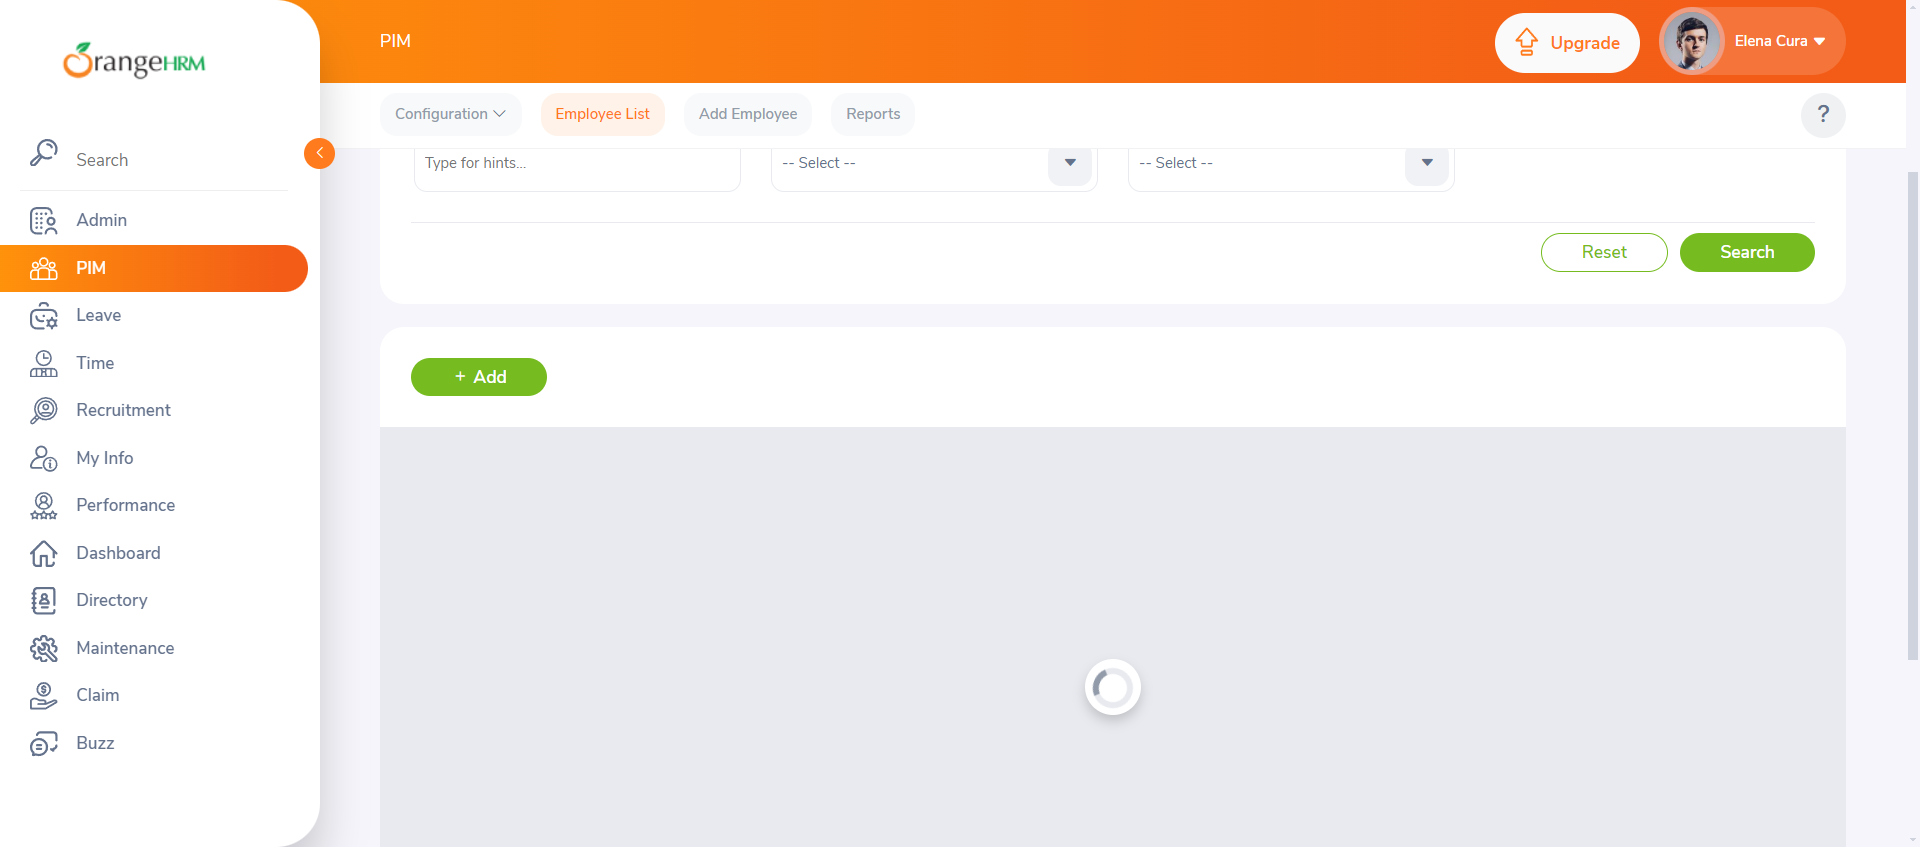 OrangeHRM
PIM
Upgrade
Elena Cura
Configuration
Employee List
Add Employee
Reports
?
Search
Admin
PIM
Leave
Time
Recruitment
My Info
Performance
Dashboard
Directory
Maintenance
Claim
Buzz
Type for hints...
-- Select --
-- Select --
Reset
Search
+ Add